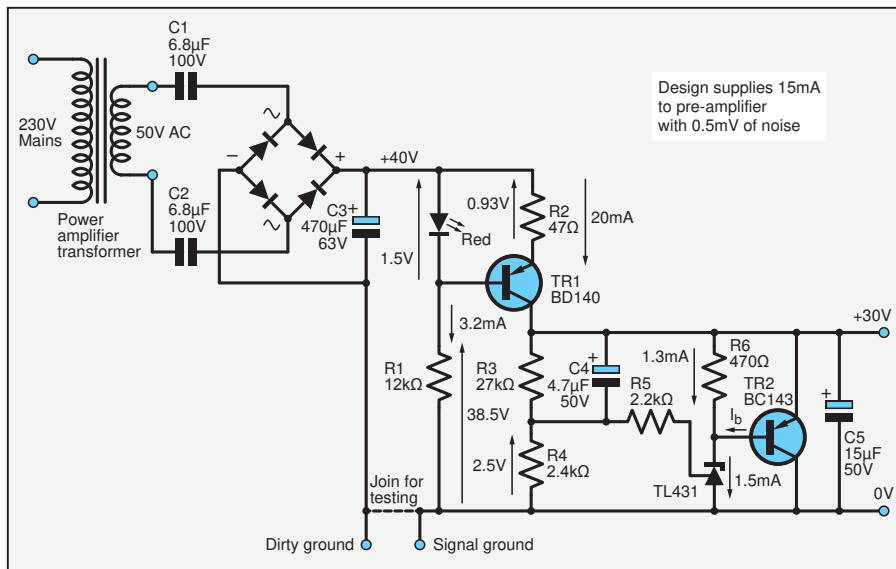 C1
6.8µF
100V
230V
Mains
50V AC
C2
6.8µF
100V
Power
amplifier
transformer
–
+
+40V
C3
+
470µF
63V
1.5V
Red
0.93V
R2
47Ω
20mA
TR1
BD140
Design supplies 15mA
to pre-amplifier
with 0.5mV of noise
3.2mA
R1
12kΩ
38.5V
R3
27kΩ
+
C4
4.7µF
50V
R5
2.2kΩ
1.3mA
R6
470Ω
TR2
BC143
Ib
+30V
+
C5
15µF
50V
2.5V
R4
2.4kΩ
TL431
1.5mA
0V
Join for
testing
Dirty ground
Signal ground